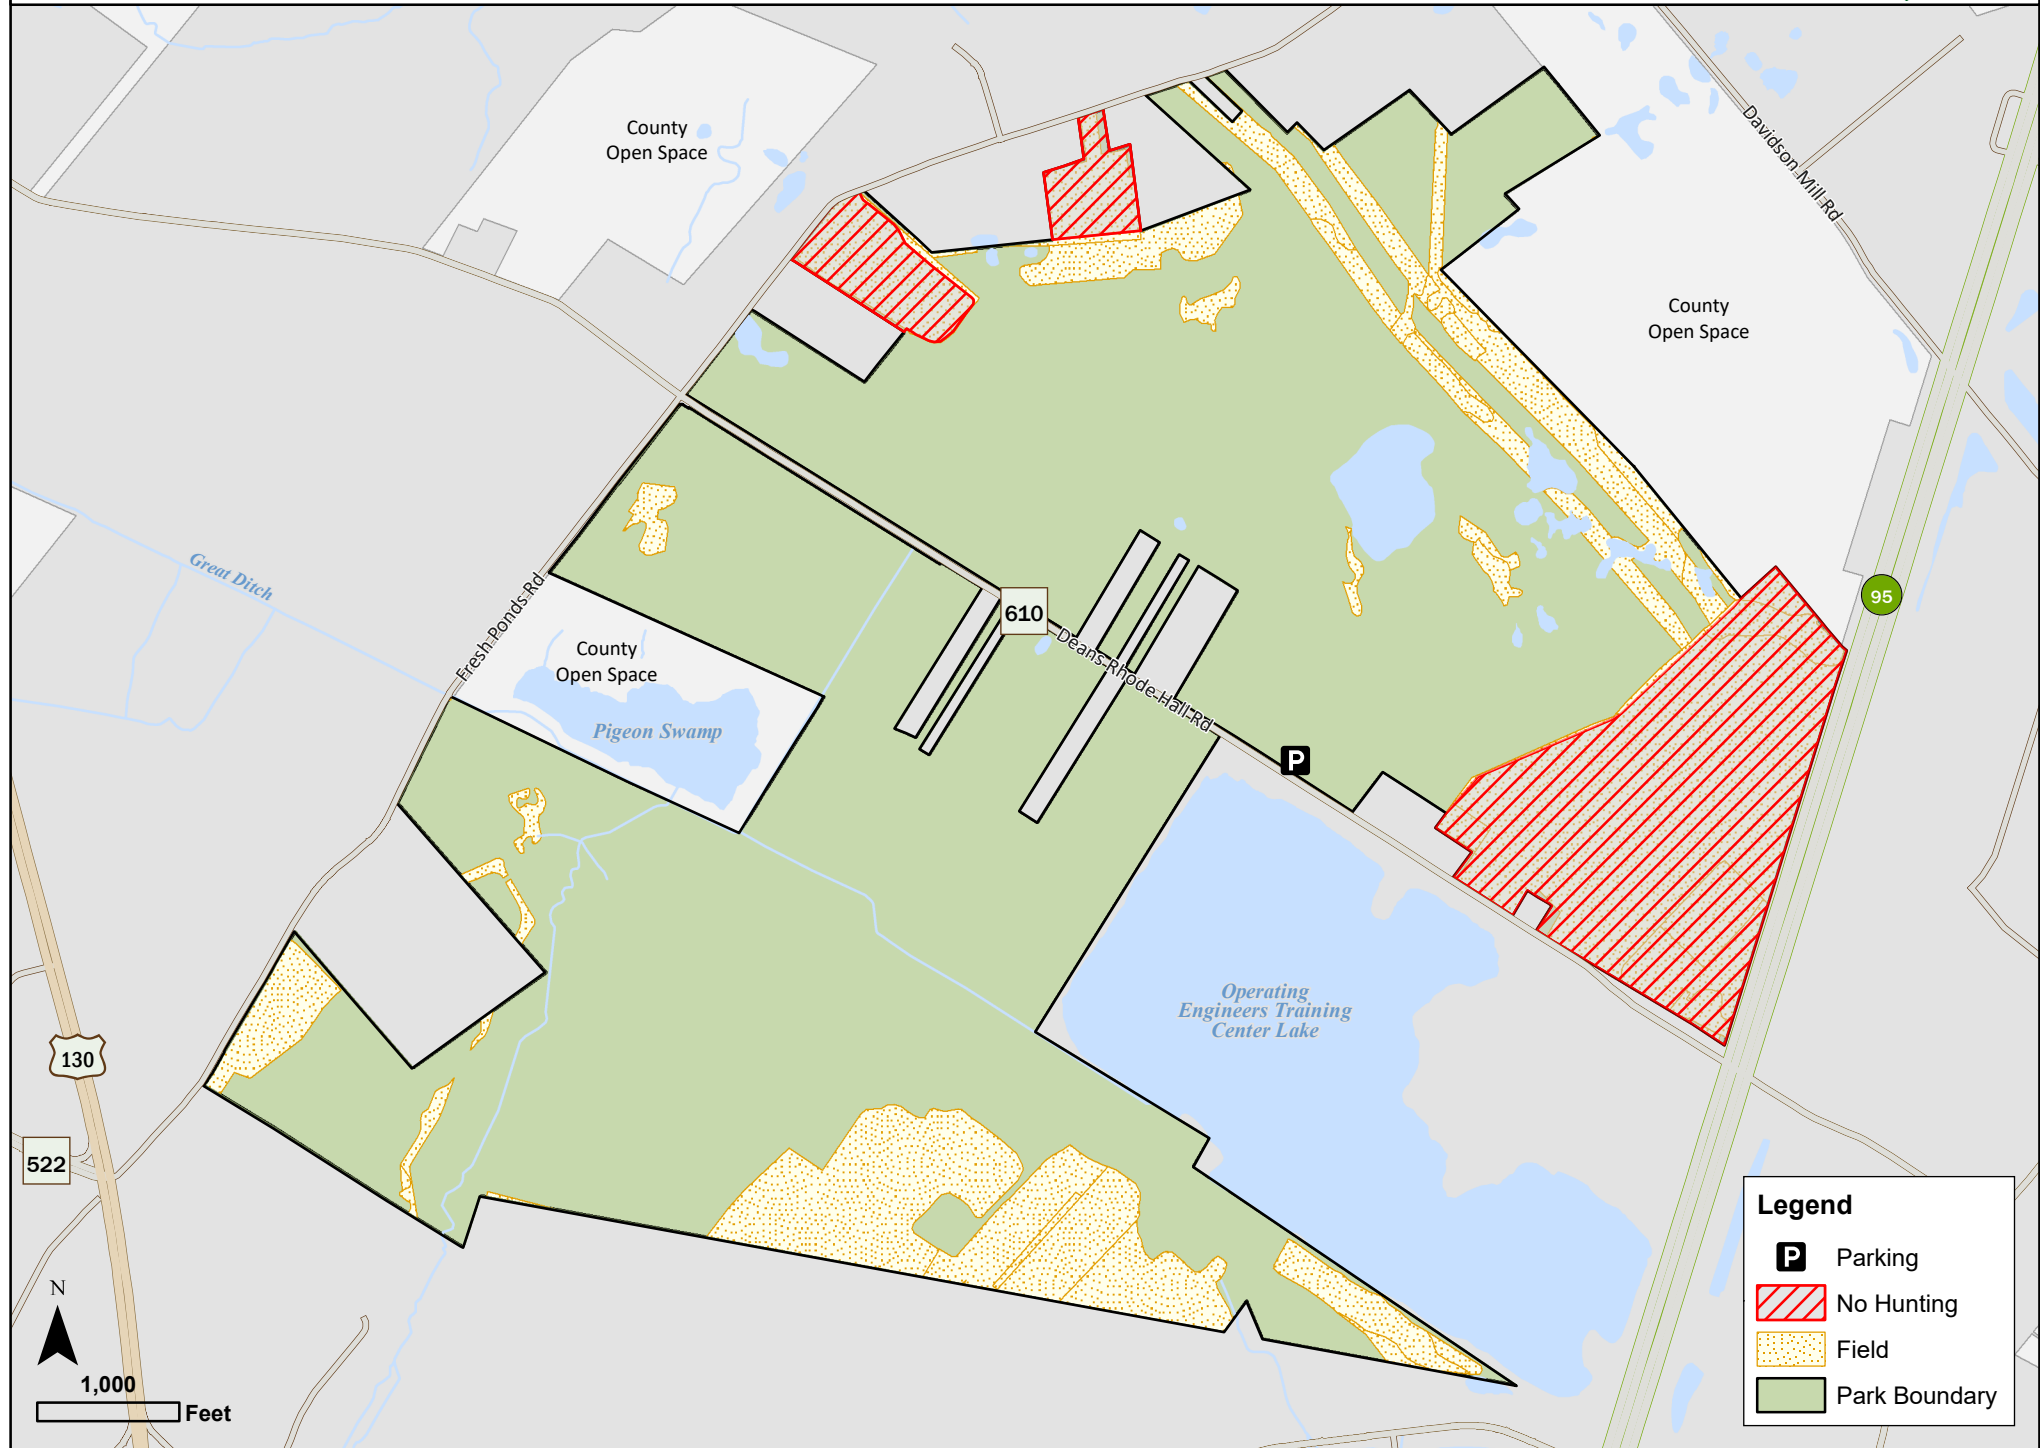 County
Open Space
Davidson Mill Rd
County
Open Space
Great Ditch
Fresh Ponds Rd
95
610
Deans Rhode Hall Rd
County
Open Space
Pigeon Swamp
P
Operating
Engineers Training
Center Lake
130
522
N
1,000
Feet
Legend
P Parking
No Hunting
Field
Park Boundary